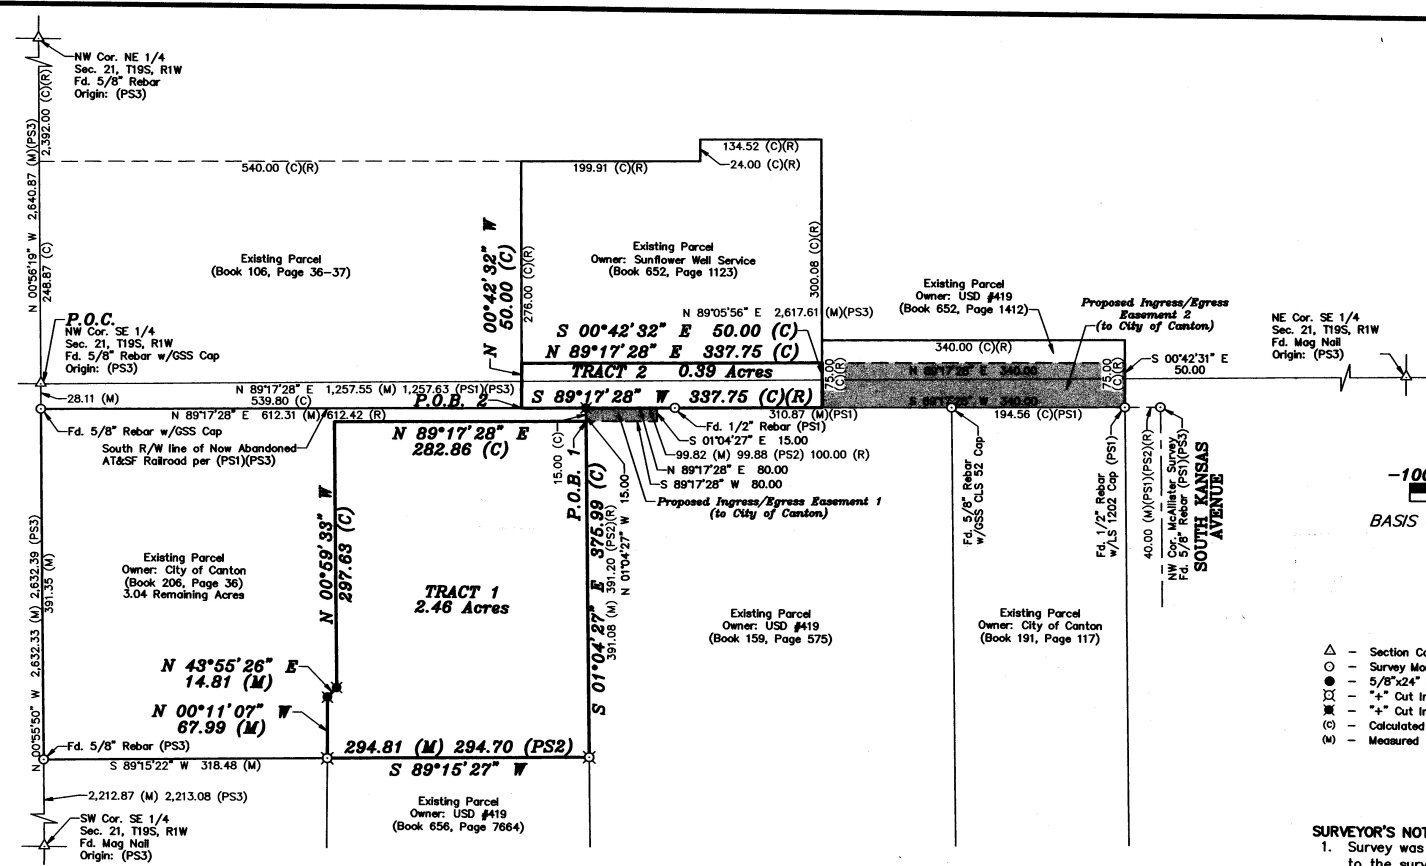 NW Cor. NE 1/4
Sec. 21, T19S, R1W
Fd. 5/8" Rebar
Origin: (PS3)
2,392.00 (C)(R)
N 00°56'19" W 2,640.87 (M)(PS3)
248.87 (C)
540.00 (C)(R)
199.91 (C)(R)
134.52 (C)(R)
24.00 (C)(R)
Existing Parcel
(Book 106, Page 36-37)
N 00°42'32" W
50.00 (C)
276.00 (C)(R)
Existing Parcel
Owner: Sunflower Well Service
(Book 652, Page 1123)
300.08 (C)(R)
Existing Parcel
Owner: USD #419
(Book 652, Page 1412)
Proposed Ingress/Egress
Easement 2
(to City of Canton)
NE Cor. SE 1/4
Sec. 21, T19S, R1W
Fd. Mag Nail
Origin: (PS3)
P.O.C.
NW Cor. SE 1/4
Sec. 21, T19S, R1W
Fd. 5/8" Rebar w/GSS Cap
Origin: (PS3)
N 89°05'56" E 2,617.61 (M)(PS3)
S 00°42'32" E 50.00 (C)
N 89°17'28" E 337.75 (C)
340.00 (C)(R)
75.00
(C)(R)
75.00
(C)(R)
S 00°42'31" E
50.00
TRACT 2 0.39 Acres
N 89°17'28" E 340.00
28.11 (M)
N 89°17'28" E 1,257.55 (M) 1,257.63 (PS1)(PS3)
539.80 (C)
P.O.B. 2
S 89°17'28" W 337.75 (C)(R)
S 89°17'28" W 340.00
N 89°17'28" E 612.31 (M) 612.42 (R)
310.87 (M)(PS1)
194.56 (C)(PS1)
Fd. 5/8" Rebar w/GSS Cap
South R/W line of Now Abandoned
AT&SF Railroad per (PS1)(PS3)
N 89°17'28" E
282.86 (C)
15.00 (C)
P.O.B. 1
Fd. 1/2" Rebar (PS1)
S 01°04'27" E 15.00
99.82 (M) 99.88 (PS2) 100.00 (R)
N 89°17'28" E 80.00
S 89°17'28" W 80.00
Proposed Ingress/Egress Easement 1
(to City of Canton)
N 01°04'27" W 15.00
Fd. 5/8" Rebar
w/GSS CLS 52 Cap
Fd. 1/2" Rebar
w/LS 1202 Cap (PS1)
40.00 (M)(PS1)(PS2)(R)
NW Cor. McAllister Survey
Fd. 5/8" Rebar (PS1)(PS3)
SOUTH KANSAS
AVENUE
-100
BASIS
N 00°55'50" W 2,632.33 (M) 2,632.39 (PS3)
391.35 (M)
Existing Parcel
Owner: City of Canton
(Book 206, Page 36)
3.04 Remaining Acres
N 00°59'33" W
297.63 (C)
TRACT 1
2.46 Acres
S 01°04'27" E 375.99 (C)
391.08 (M) 391.20 (PS2)(R)
Existing Parcel
Owner: USD #419
(Book 159, Page 575)
Existing Parcel
Owner: City of Canton
(Book 191, Page 117)
N 43°55'26" E
14.81 (M)
N 00°11'07" W
67.99 (M)
Fd. 5/8" Rebar (PS3)
S 89°15'22" W 318.48 (M)
294.81 (M) 294.70 (PS2)
S 89°15'27" W
2,212.87 (M) 2,213.08 (PS3)
Existing Parcel
Owner: USD #419
(Book 656, Page 7664)
SW Cor. SE 1/4
Sec. 21, T19S, R1W
Fd. Mag Nail
Origin: (PS3)
- Section Co
- Survey Mo
- 5/8"x24"
- "+" Cut In
- "+" Cut In
(C) - Calculated
(M) - Measured
SURVEYOR'S NOT
1. Survey was
to the surv